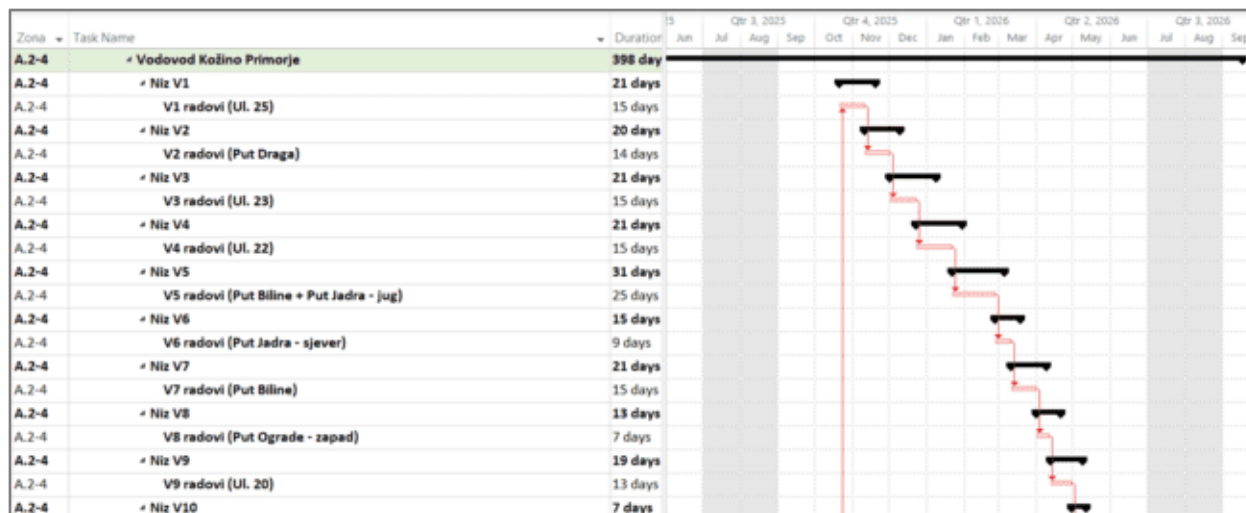 25 Qtr 3, 2025 Qtr 4, 2025 Qtr 1, 2026 Qtr 2, 2026 Qtr 3, 2026
Zona Task Name Duration Jun Jul Aug Sep Oct Nov Dec Jan Feb Mar Apr May Jun Jul Aug Sep
A.2-4 Vodovod Kožino Primorje 398 day
A.2-4 Niz V1 21 days
A.2-4 V1 radovi (Ul. 25) 15 days
A.2-4 Niz V2 20 days
A.2-4 V2 radovi (Put Draga) 14 days
A.2-4 Niz V3 21 days
A.2-4 V3 radovi (Ul. 23) 15 days
A.2-4 Niz V4 21 days
A.2-4 V4 radovi (Ul. 22) 15 days
A.2-4 Niz V5 31 days
A.2-4 V5 radovi (Put Biline + Put Jadra - jug) 25 days
A.2-4 Niz V6 15 days
A.2-4 V6 radovi (Put Jadra - sjever) 9 days
A.2-4 Niz V7 21 days
A.2-4 V7 radovi (Put Biline) 15 days
A.2-4 Niz V8 13 days
A.2-4 V8 radovi (Put Ograde - zapad) 7 days
A.2-4 Niz V9 19 days
A.2-4 V9 radovi (Ul. 20) 13 days
A.2-4 Niz V10 7 days